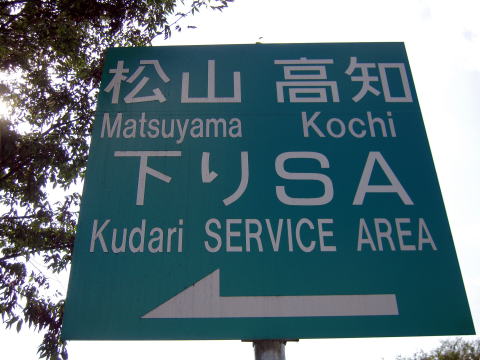 松山 高知
Matsuyama Kochi
下りSA
Kudari SERVICE AREA